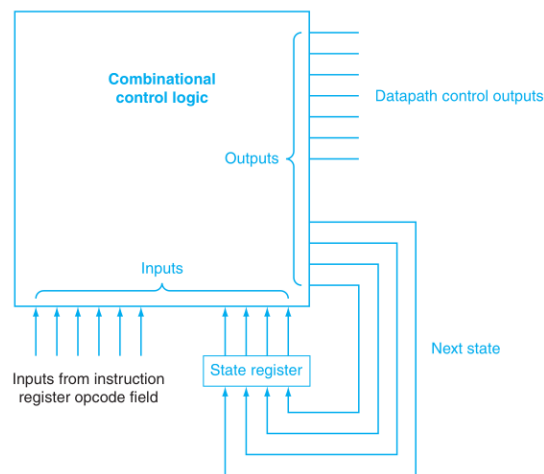 Combinational
control logic
Datapath control outputs
Outputs
Inputs
Next state
State register
Inputs from instruction
register opcode field